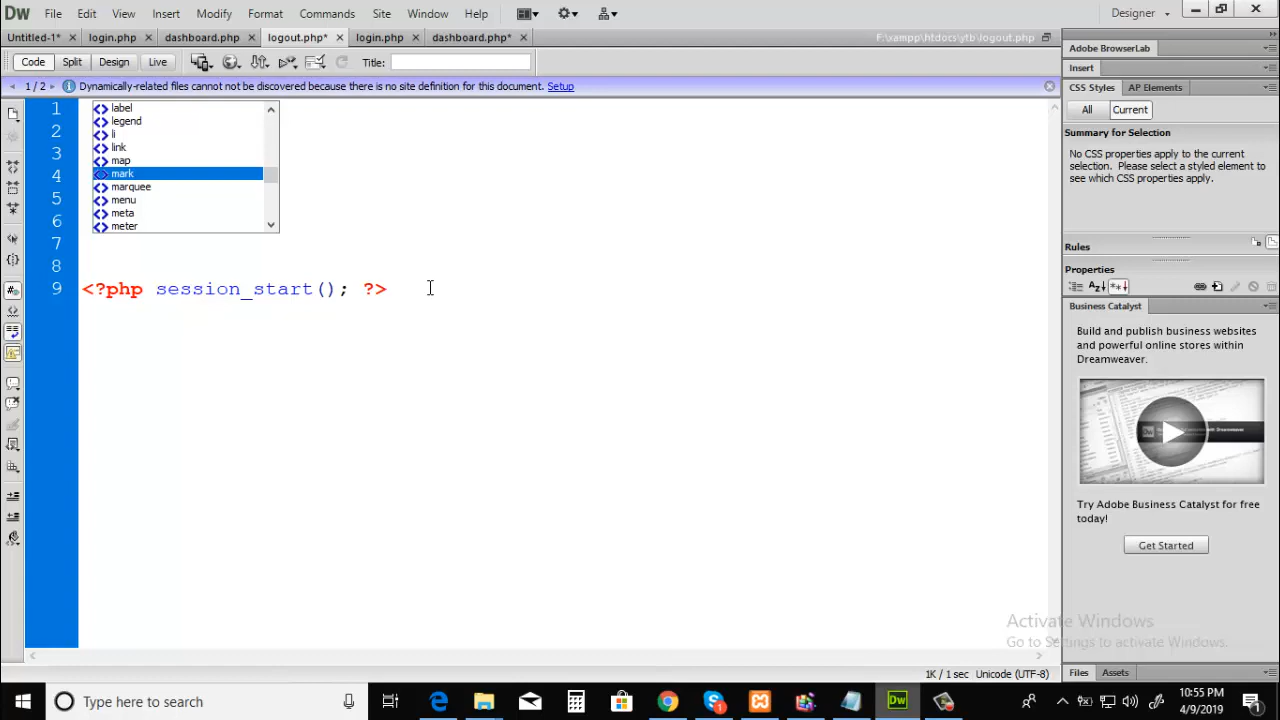 DW File Edit View Insert Modify Format Commands Site Window Help Designer
Untitled-1* login.php dashboard.php logout.php* login.php dashboard.php* F:\xampp\htdocs\ytb\logout.php
Code Split Design Live Title:
1 / 2 Dynamically-related files cannot not be discovered because there is no site definition for this document. Setup
1
2
3
4
5
6
7
8
9
label
legend
li
link
map
mark
marquee
menu
meta
meter
<?php session_start(); ?>
Adobe BrowserLab
Insert
CSS Styles AP Elements
All Current
Summary for Selection
No CSS properties apply to the current
selection. Please select a styled element to
see which CSS properties apply.
Rules
Properties
Business Catalyst
Build and publish business websites
and powerful online stores within
Dreamweaver.
Try Adobe Business Catalyst for free
today!
Get Started
Activate Windows
Go to Settings to activate Windows.
1K / 1 sec Unicode (UTF-8)
Files Assets
Type here to search
10:55 PM
4/9/2019